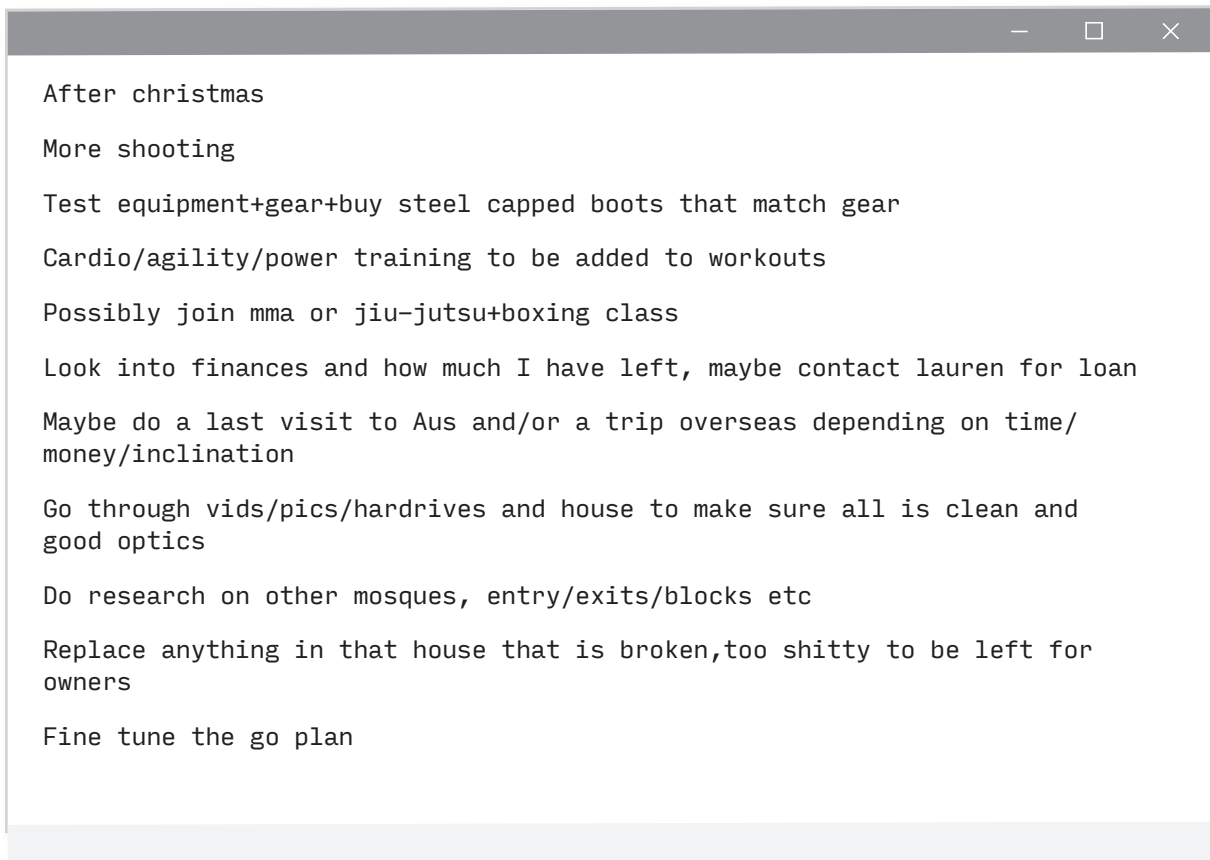 After christmas
More shooting
Test equipment+gear+buy steel capped boots that match gear
Cardio/agility/power training to be added to workouts
Possibly join mma or jiu-jutsu+boxing class
Look into finances and how much I have left, maybe contact lauren for loan
Maybe do a last visit to Aus and/or a trip overseas depending on time/
money/inclination
Go through vids/pics/hardrives and house to make sure all is clean and
good optics
Do research on other mosques, entry/exits/blocks etc
Replace anything in that house that is broken,too shitty to be left for
owners
Fine tune the go plan